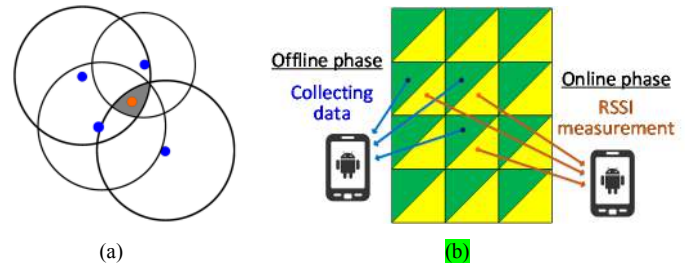 Offline phase
Collecting
data
Online phase
RSSI
measurement
(a)
(b)